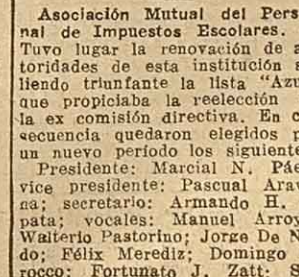 Asociación Mutual del Pers
nal de Impuestos Escolares.
Tuvo lugar la renovación de a
toridades de esta institución s
liendo triunfante la lista "Azu
que propiciaba la reelección
la ex comisión directiva. En c
secuencia quedaron elegidos p
un nuevo período los siguiente
Presidente: Marcial N. Páe
vice presidente: Pascual Arav
na; secretario: Armando H.
pata; vocales: Manuel Arroy
Walterio Pastorino; Jorge De N
do; Félix Merediz; Domingo
rocco; Fortunato J. Zatt;